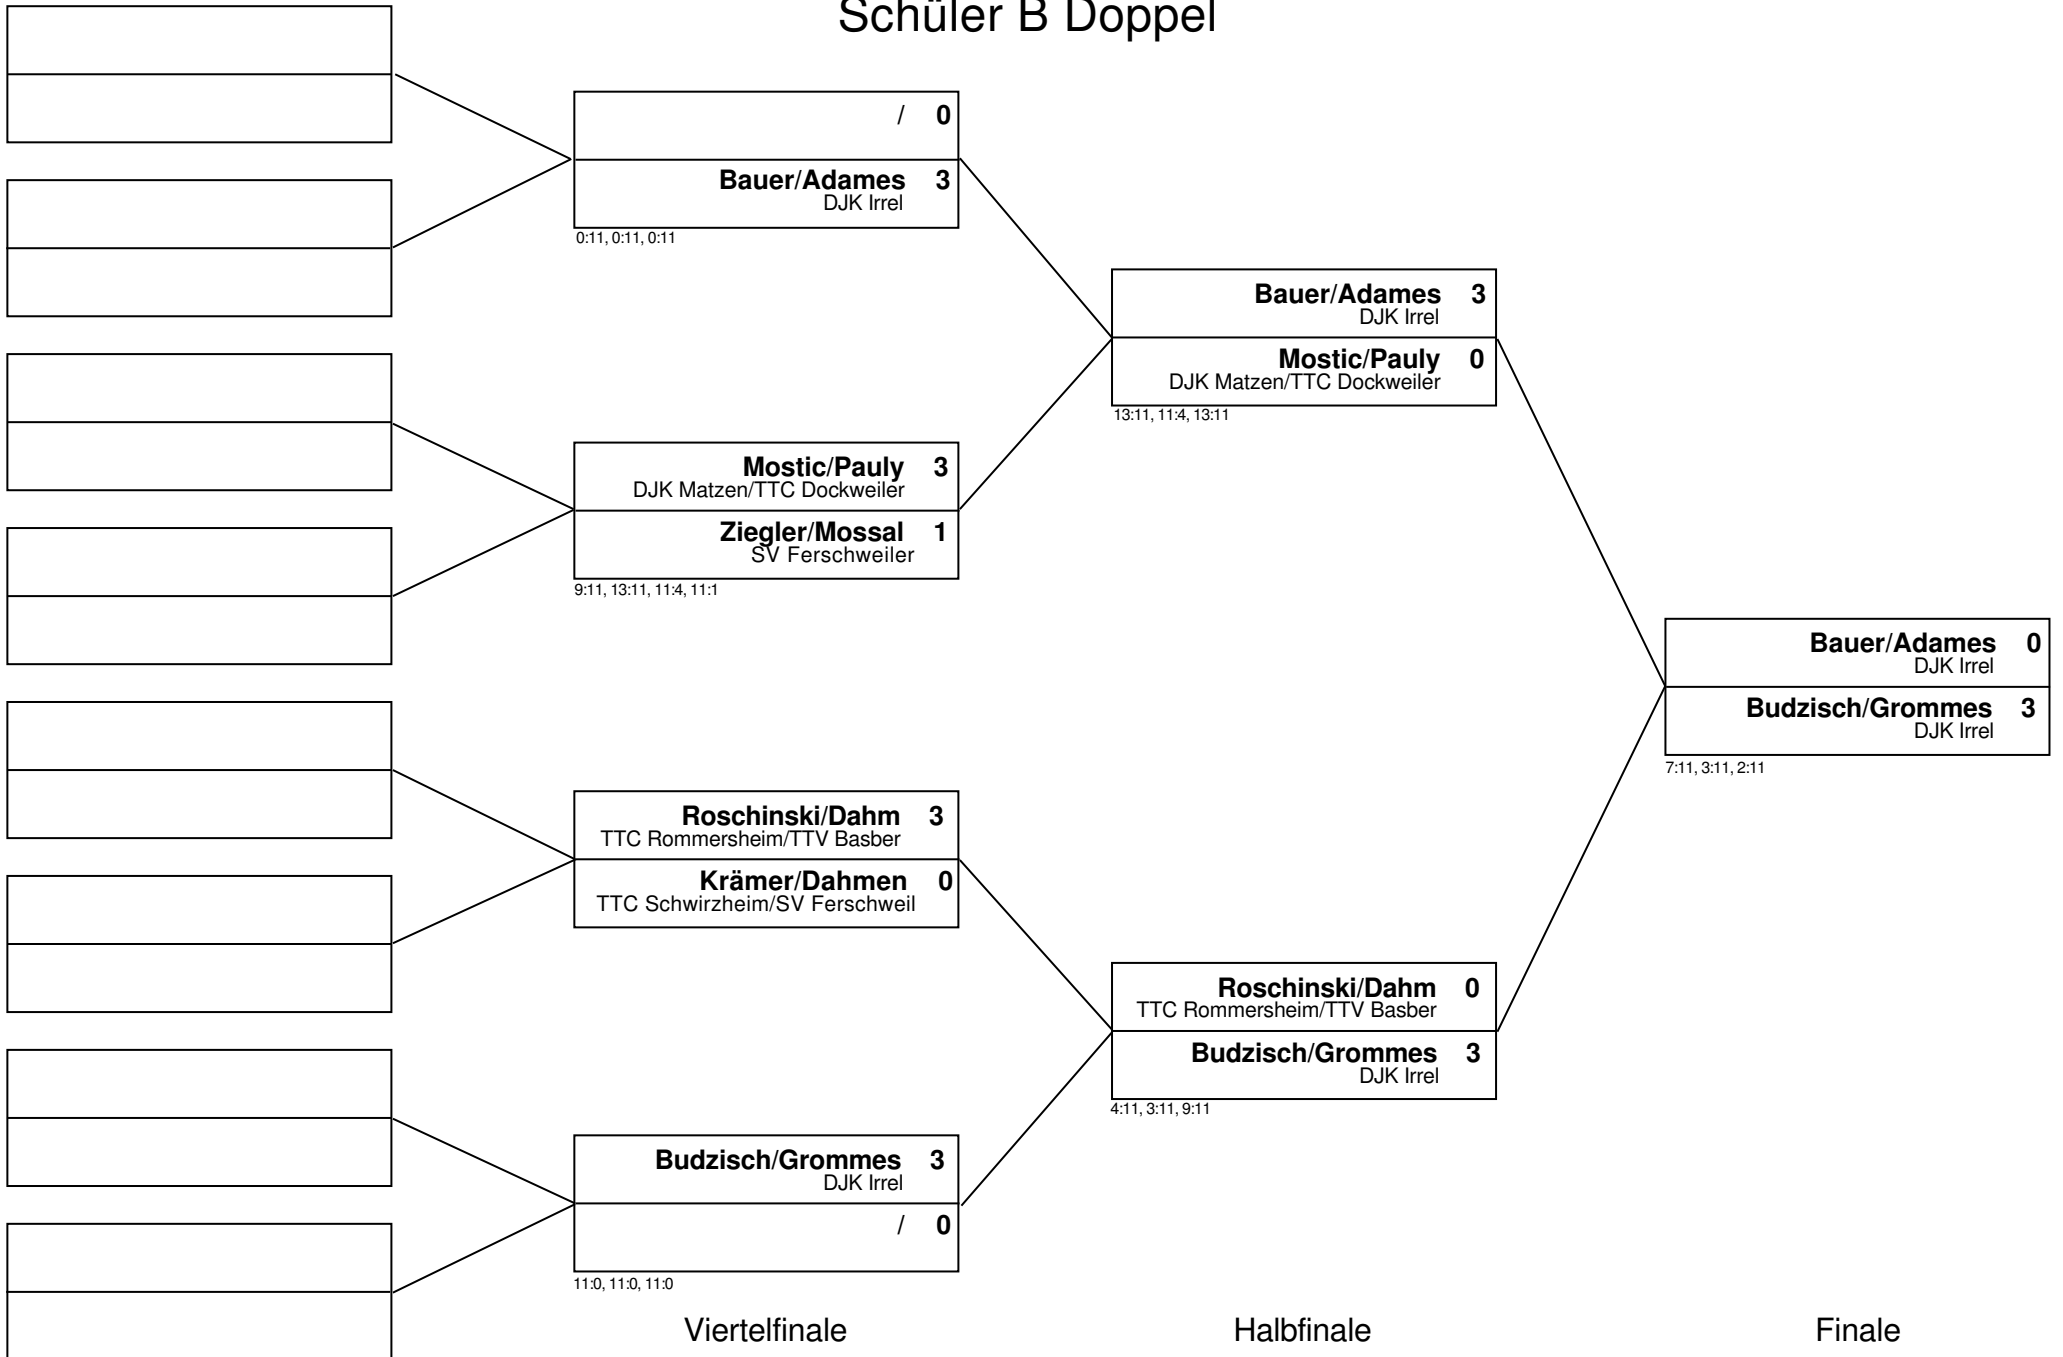 Schüler B Doppel
/ 0
Bauer/Adames 3
DJK Irrel
0:11, 0:11, 0:11
Mostic/Pauly 3
DJK Matzen/TTC Dockweiler
Ziegler/Mossal 1
SV Ferschweiler
9:11, 13:11, 11:4, 11:1
Roschinski/Dahm 3
TTC Rommersheim/TTV Basber
Krämer/Dahmen 0
TTC Schwirzheim/SV Ferschweil
Budzisch/Grommes 3
DJK Irrel
/ 0
11:0, 11:0, 11:0
Viertelfinale
Bauer/Adames 3
DJK Irrel
Mostic/Pauly 0
DJK Matzen/TTC Dockweiler
13:11, 11:4, 13:11
Roschinski/Dahm 0
TTC Rommersheim/TTV Basber
Budzisch/Grommes 3
DJK Irrel
4:11, 3:11, 9:11
Halbfinale
Bauer/Adames 0
DJK Irrel
Budzisch/Grommes 3
DJK Irrel
7:11, 3:11, 2:11
Finale